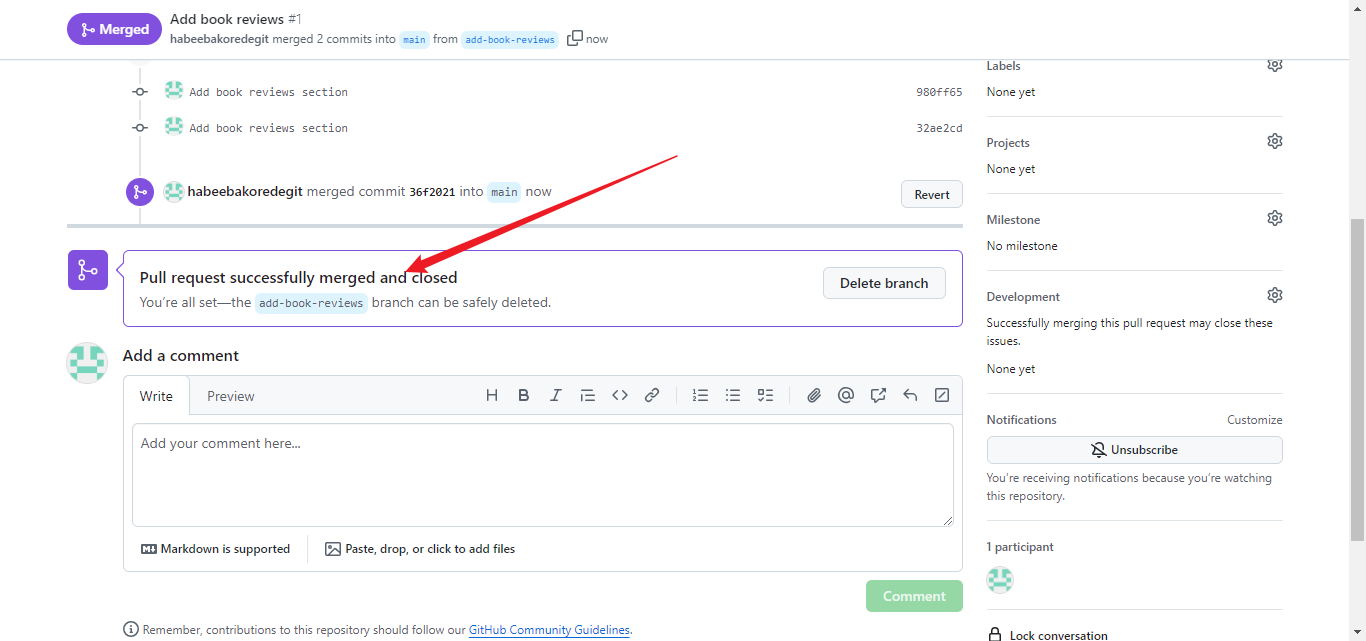 Merged
Add book reviews #1
habeebakoredegit merged 2 commits into main from add-book-reviews now
Add book reviews section 980ff65
Add book reviews section 32ae2cd
habeebakoredegit merged commit 36f2021 into main now
Revert
Pull request successfully merged and closed
You're all set—the add-book-reviews branch can be safely deleted.
Delete branch
Add a comment
Write Preview
Add your comment here...
Markdown is supported
Paste, drop, or click to add files
Comment
Remember, contributions to this repository should follow our GitHub Community Guidelines.
Labels
None yet
Projects
None yet
Milestone
No milestone
Development
Successfully merging this pull request may close these
issues.
None yet
Notifications Customize
Unsubscribe
You're receiving notifications because you're watching
this repository.
1 participant
Lock conversation